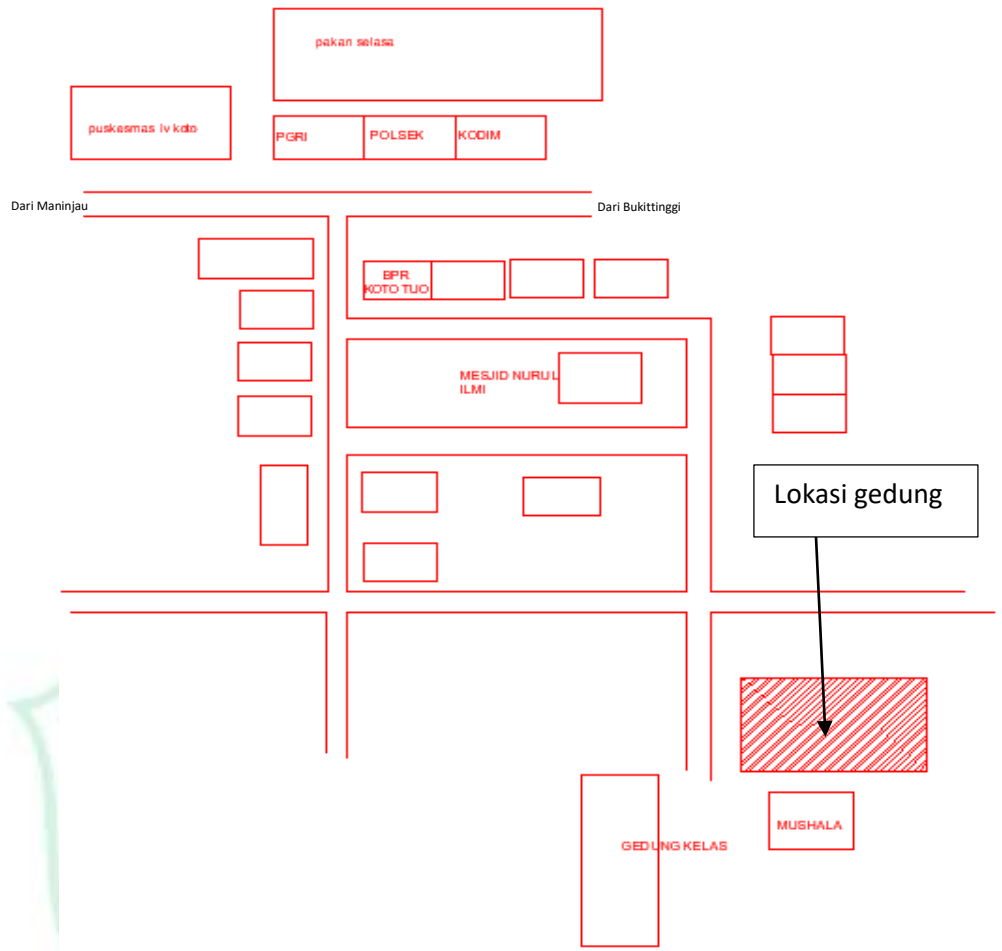 pakan selasa
puskesmas Iv koto
PGRI
POLSEK
KODIM
Dari Maninjau
Dari Bukittinggi
BPR
KOTO TUO
MESJID NURUL
ILMI
Lokasi gedung
MUSHALA
GEDUNG KELAS